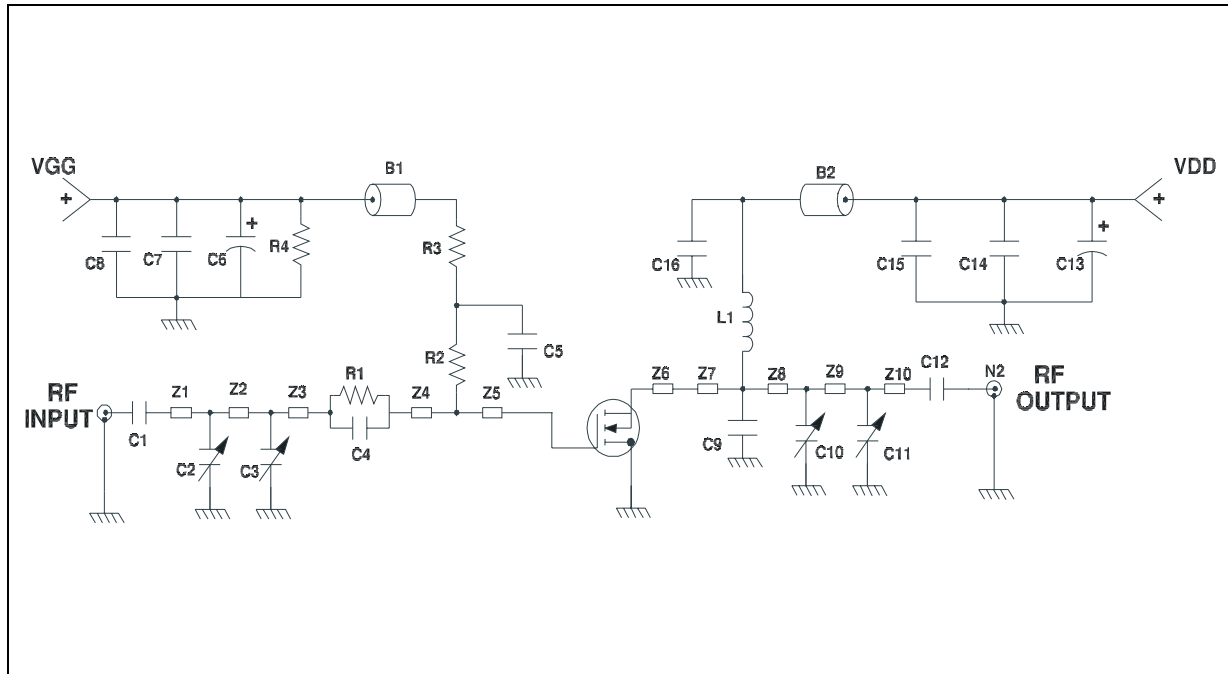 VGG
+
B1
B2
VDD
+
C8
C7
C6
+
R4
R3
C16
C15
C14
C13
+
L1
R2
C5
RF
INPUT
C1
Z1
Z2
Z3
R1
C4
Z4
Z5
C2
C3
Z6
Z7
Z8
Z9
Z10
C12
N2
RF
OUTPUT
C9
C10
C11